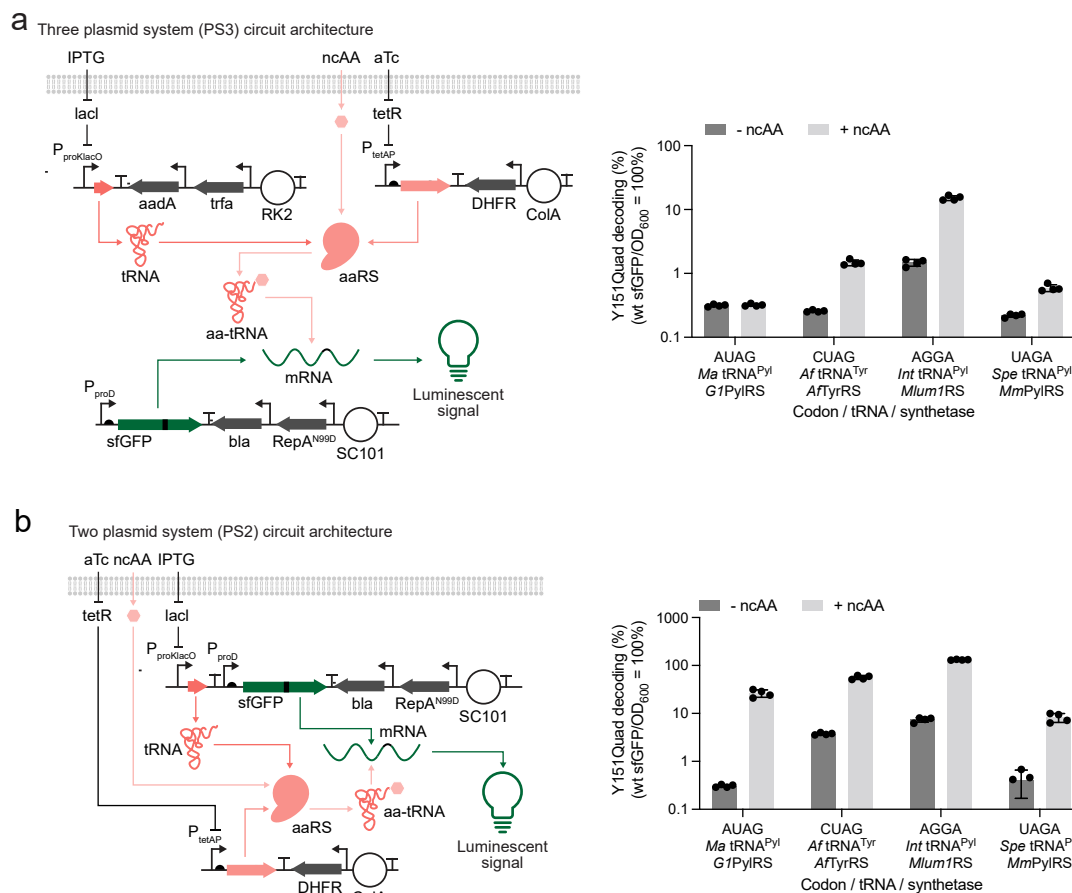 a
Three plasmid system (PS3) circuit architecture
IPTG
ncAA
aTc
lacI
tetR
PproKlacO
PtetAP
aadA
trfa
RK2
DHFR
ColA
tRNA
aaRS
aa-tRNA
mRNA
Luminescent
signal
PproD
sfGFP
bla
RepAN99D
SC101
- ncAA
+ ncAA
Y151Quad decoding (%)
(wt sfGFP/OD600 = 100%)
100
10
1
0.1
AUAG
CUAG
AGGA
UAGA
Ma tRNAPyl
Af tRNATyr
Int tRNAPyl
Spe tRNAPyl
G1PylRS
AfTyrRS
Mlum1RS
MmPylRS
Codon / tRNA / synthetase
b
Two plasmid system (PS2) circuit architecture
aTc ncAA IPTG
tetR
lacI
PproKlacO
PproD
sfGFP
bla
RepAN99D
SC101
tRNA
mRNA
aaRS
aa-tRNA
Luminescent
signal
PtetAP
DHFR
- ncAA
+ ncAA
Y151Quad decoding (%)
(wt sfGFP/OD600 = 100%)
1000
100
10
1
0.1
AUAG
CUAG
AGGA
UAGA
Ma tRNAPyl
Af tRNATyr
Int tRNAPyl
Spe tRNAP
G1PylRS
AfTyrRS
Mlum1RS
MmPylRS
Codon / tRNA / synthetase